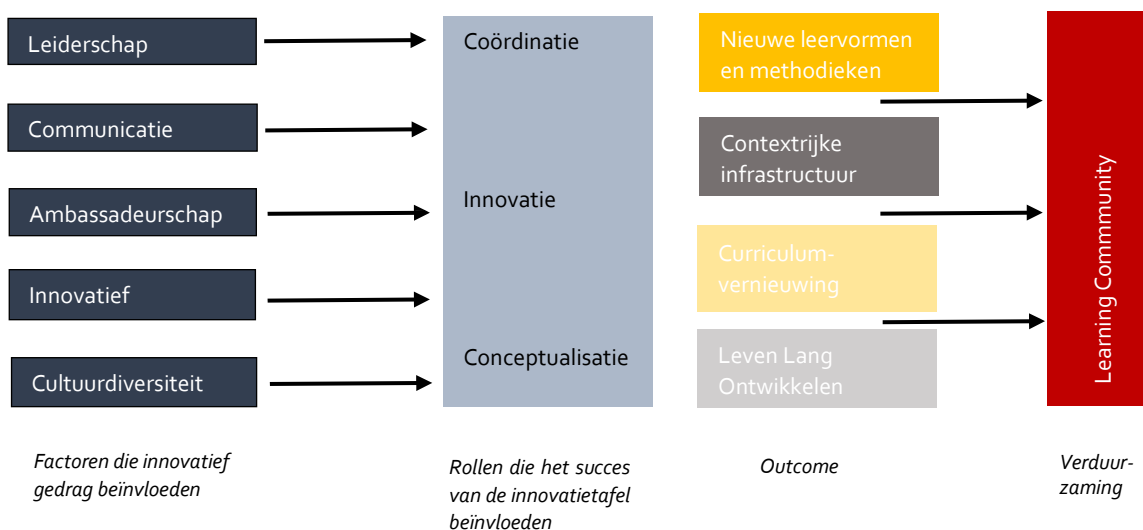 Leiderschap
Communicatie
Ambassadeurschap
Innovatief
Cultuurdiversiteit
Factoren die innovatief
gedrag beïnvloeden
Coördinatie
Innovatie
Conceptualisatie
Rollen die het succes
van de innovatietafel
beïnvloeden
Nieuwe leervormen
en methodieken
Contextrijke
infrastructuur
Curriculum-
vernieuwing
Leven Lang
Ontwikkelen
Outcome
Learning Commmunity
Verduur-
zaming